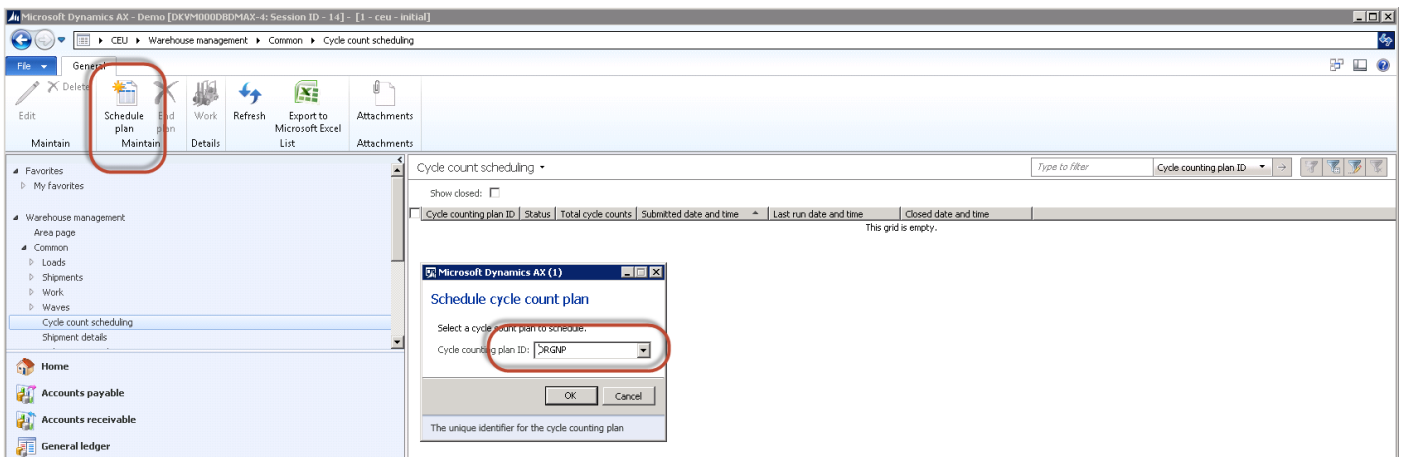 Microsoft Dynamics AX - Demo [DKVM000DBDMAX-4: Session ID - 14] - [1 - ceu - initial]
CEU Warehouse management Common Cycle count scheduling
File General
Edit
Delete
Schedule plan
End plan
Work
Refresh
Export to Microsoft Excel
Attachments
Maintain Maintain Details List Attachments
Favorites
My favorites
Warehouse management
Area page
Common
Loads
Shipments
Work
Waves
Cycle count scheduling
Shipment details
Home
Accounts payable
Accounts receivable
General ledger
Cycle count scheduling
Type to filter
Cycle counting plan ID
Show closed:
Cycle counting plan ID Status Total cycle counts Submitted date and time Last run date and time Closed date and time
This grid is empty.
Microsoft Dynamics AX (1)
Schedule cycle count plan
Select a cycle count plan to schedule.
Cycle counting plan ID:
OK Cancel
The unique identifier for the cycle counting plan